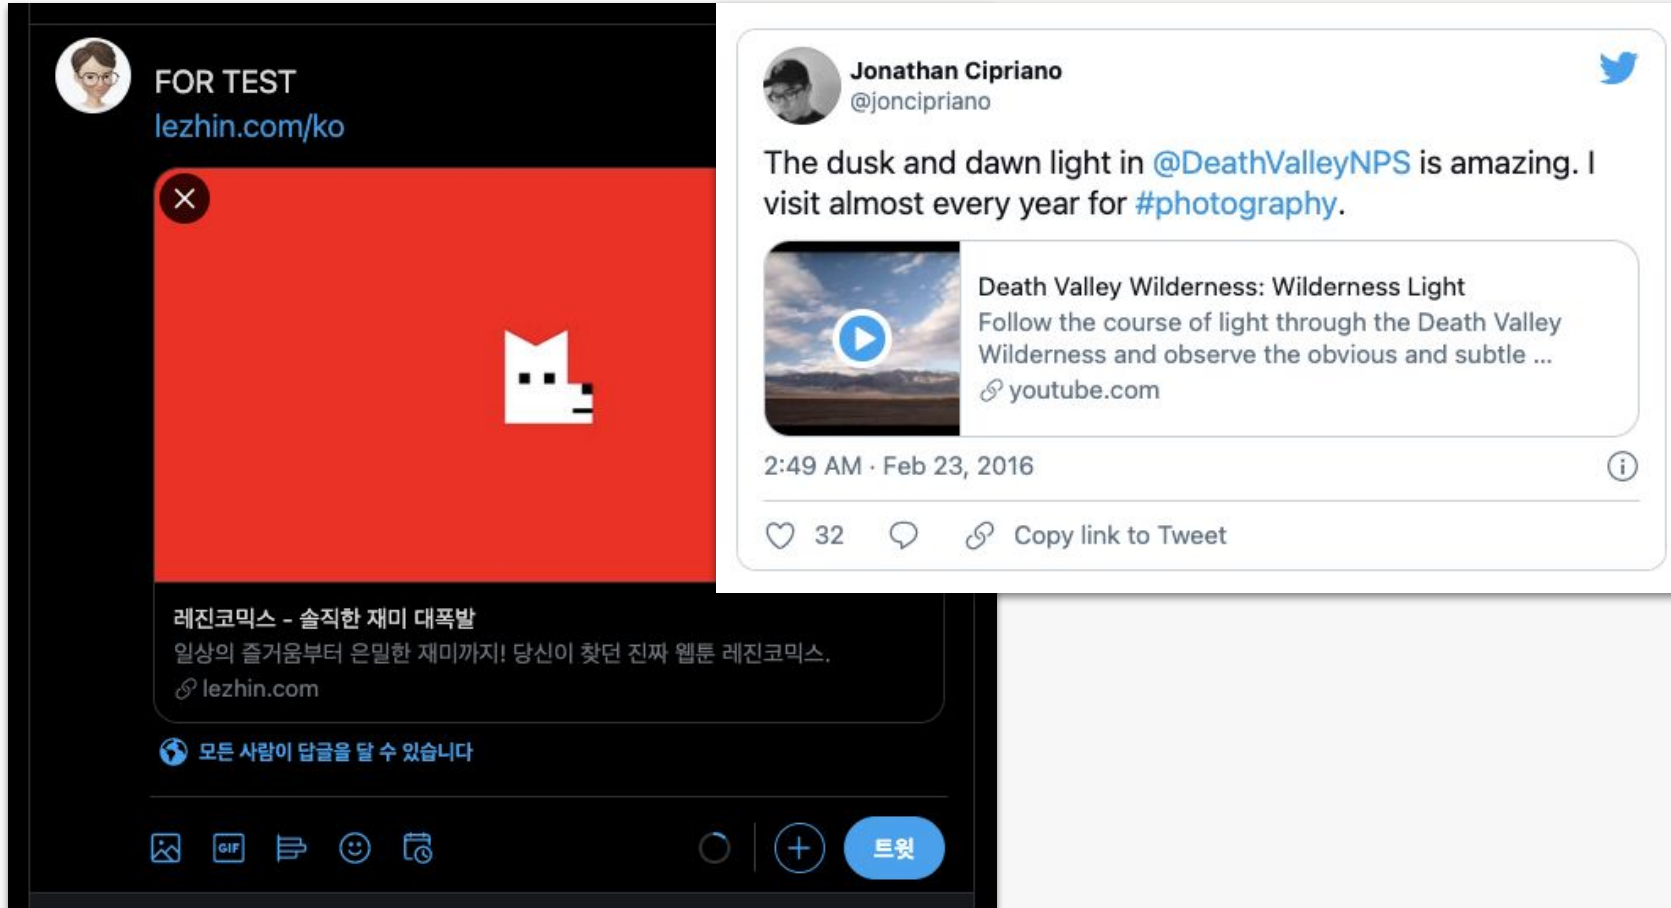 FOR TEST
lezhin.com/ko
레진코믹스 - 솔직한 재미 대폭발
일상의 즐거움부터 은밀한 재미까지! 당신이 찾던 진짜 웹툰 레진코믹스.
lezhin.com
모든 사람이 답글을 달 수 있습니다
GIF
트윗
Jonathan Cipriano
@joncipriano
The dusk and dawn light in @DeathValleyNPS is amazing. I
visit almost every year for #photography.
Death Valley Wilderness: Wilderness Light
Follow the course of light through the Death Valley
Wilderness and observe the obvious and subtle ...
youtube.com
2:49 AM · Feb 23, 2016
32
Copy link to Tweet